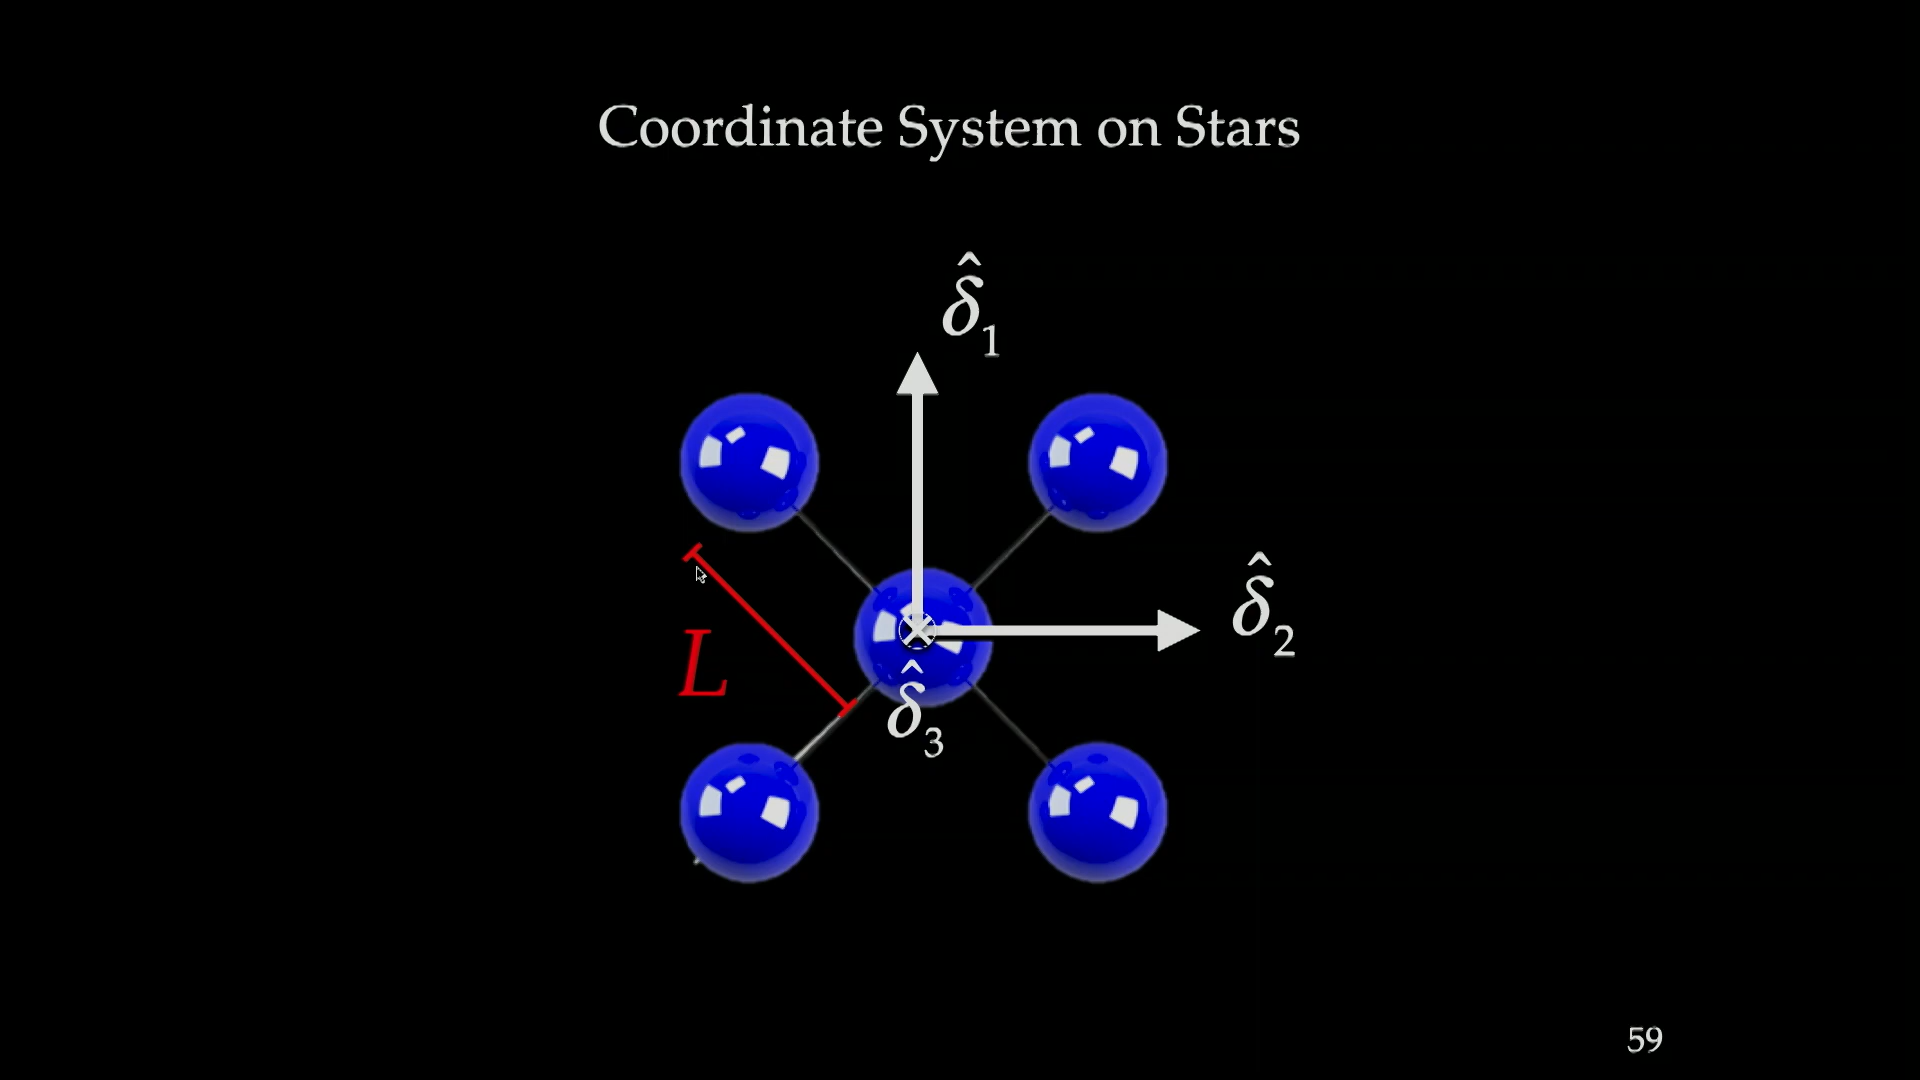 Coordinate System on Stars
δ̂₁
δ̂₂
L
δ̂₃
59